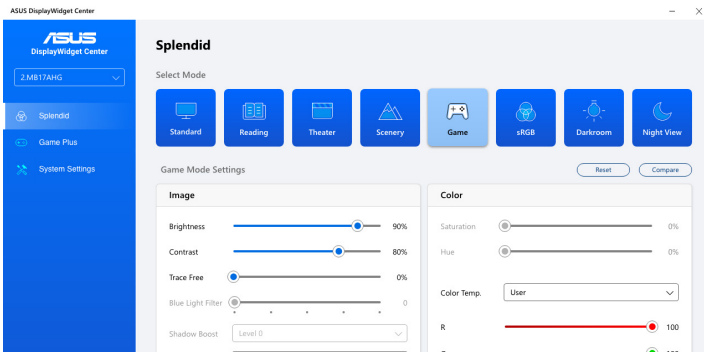 ASUS DisplayWidget Center
ASUS
DisplayWidget Center
2.MB17AHG
Splendid
Game Plus
System Settings
Splendid
Select Mode
Standard
Reading
Theater
Scenery
Game
sRGB
Darkroom
Night View
Game Mode Settings
Reset
Compare
Image
Brightness 90%
Contrast 80%
Trace Free 0%
Blue Light Filter 0
Shadow Boost Level 0
Color
Saturation 0%
Hue 0%
Color Temp. User
R 100